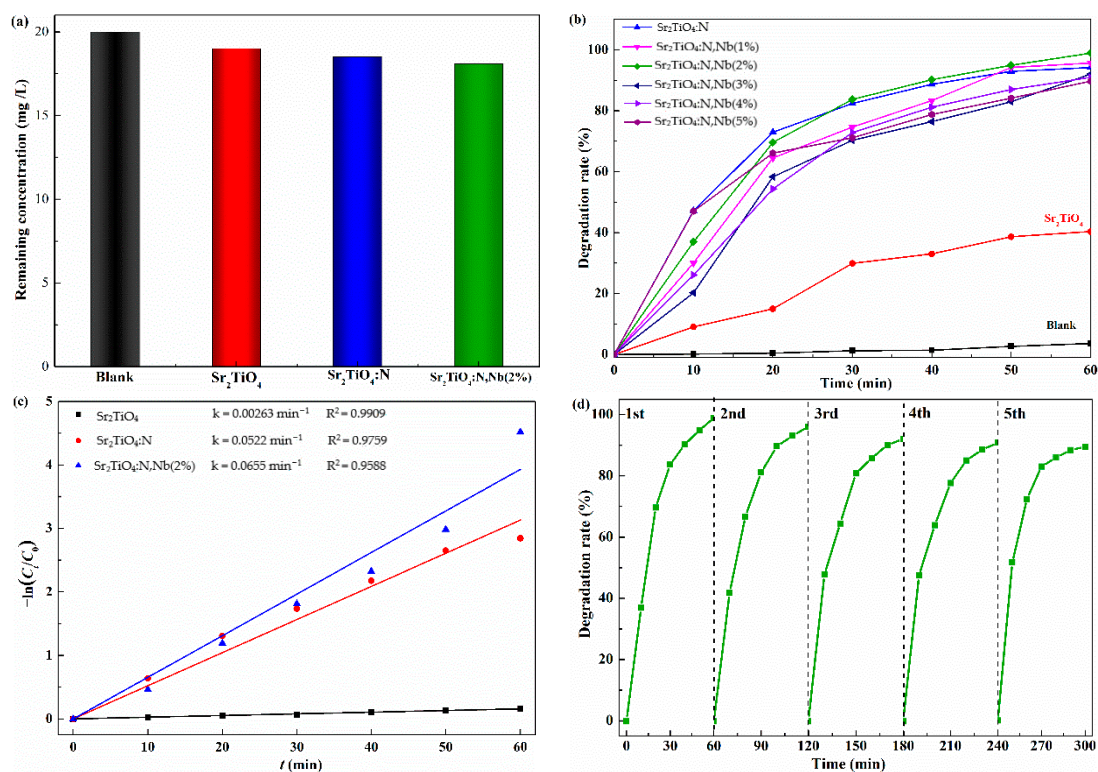 (a)
Remaining concentration (mg /L)
20
15
10
5
0
Blank
Sr₂TiO₄
Sr₂TiO₄:N
Sr₂TiO₄:N,Nb(2%)
(b)
Sr₂TiO₄:N
Sr₂TiO₄:N,Nb(1%)
Sr₂TiO₄:N,Nb(2%)
Sr₂TiO₄:N,Nb(3%)
Sr₂TiO₄:N,Nb(4%)
Sr₂TiO₄:N,Nb(5%)
Degradation rate (%)
100
80
60
40
20
0
Sr₂TiO₄
Blank
0 10 20 30 40 50 60
Time (min)
(c)
Sr₂TiO₄ k = 0.00263 min⁻¹ R² = 0.9909
Sr₂TiO₄:N k = 0.0522 min⁻¹ R² = 0.9759
Sr₂TiO₄:N,Nb(2%) k = 0.0655 min⁻¹ R² = 0.9588
−ln(Cₜ/C₀)
5
4
3
2
1
0
0 10 20 30 40 50 60
t (min)
(d)
1st 2nd 3rd 4th 5th
Degradation rate (%)
100
80
60
40
20
0
0 30 60 90 120 150 180 210 240 270 300
Time (min)